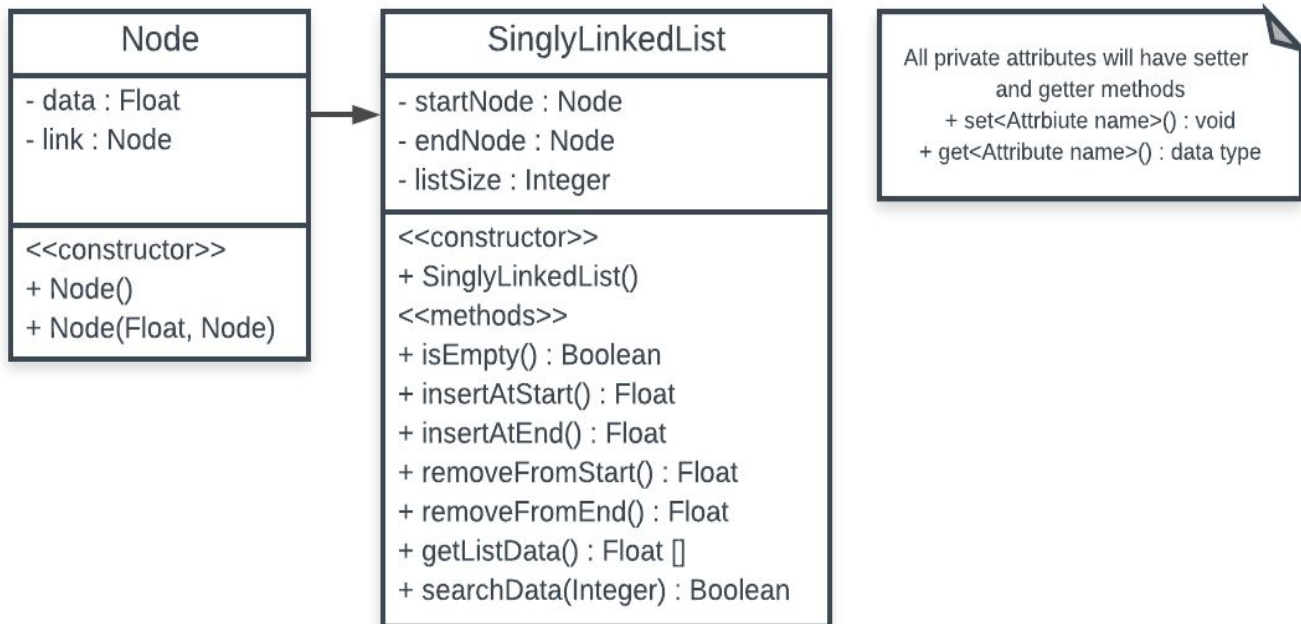 Node
- data : Float
- link : Node
<<constructor>>
+ Node()
+ Node(Float, Node)
SinglyLinkedList
- startNode : Node
- endNode : Node
- listSize : Integer
<<constructor>>
+ SinglyLinkedList()
<<methods>>
+ isEmpty() : Boolean
+ insertAtStart() : Float
+ insertAtEnd() : Float
+ removeFromStart() : Float
+ removeFromEnd() : Float
+ getListData() : Float []
+ searchData(Integer) : Boolean
All private attributes will have setter
and getter methods
+ set<Attrbiute name>() : void
+ get<Attribute name>() : data type